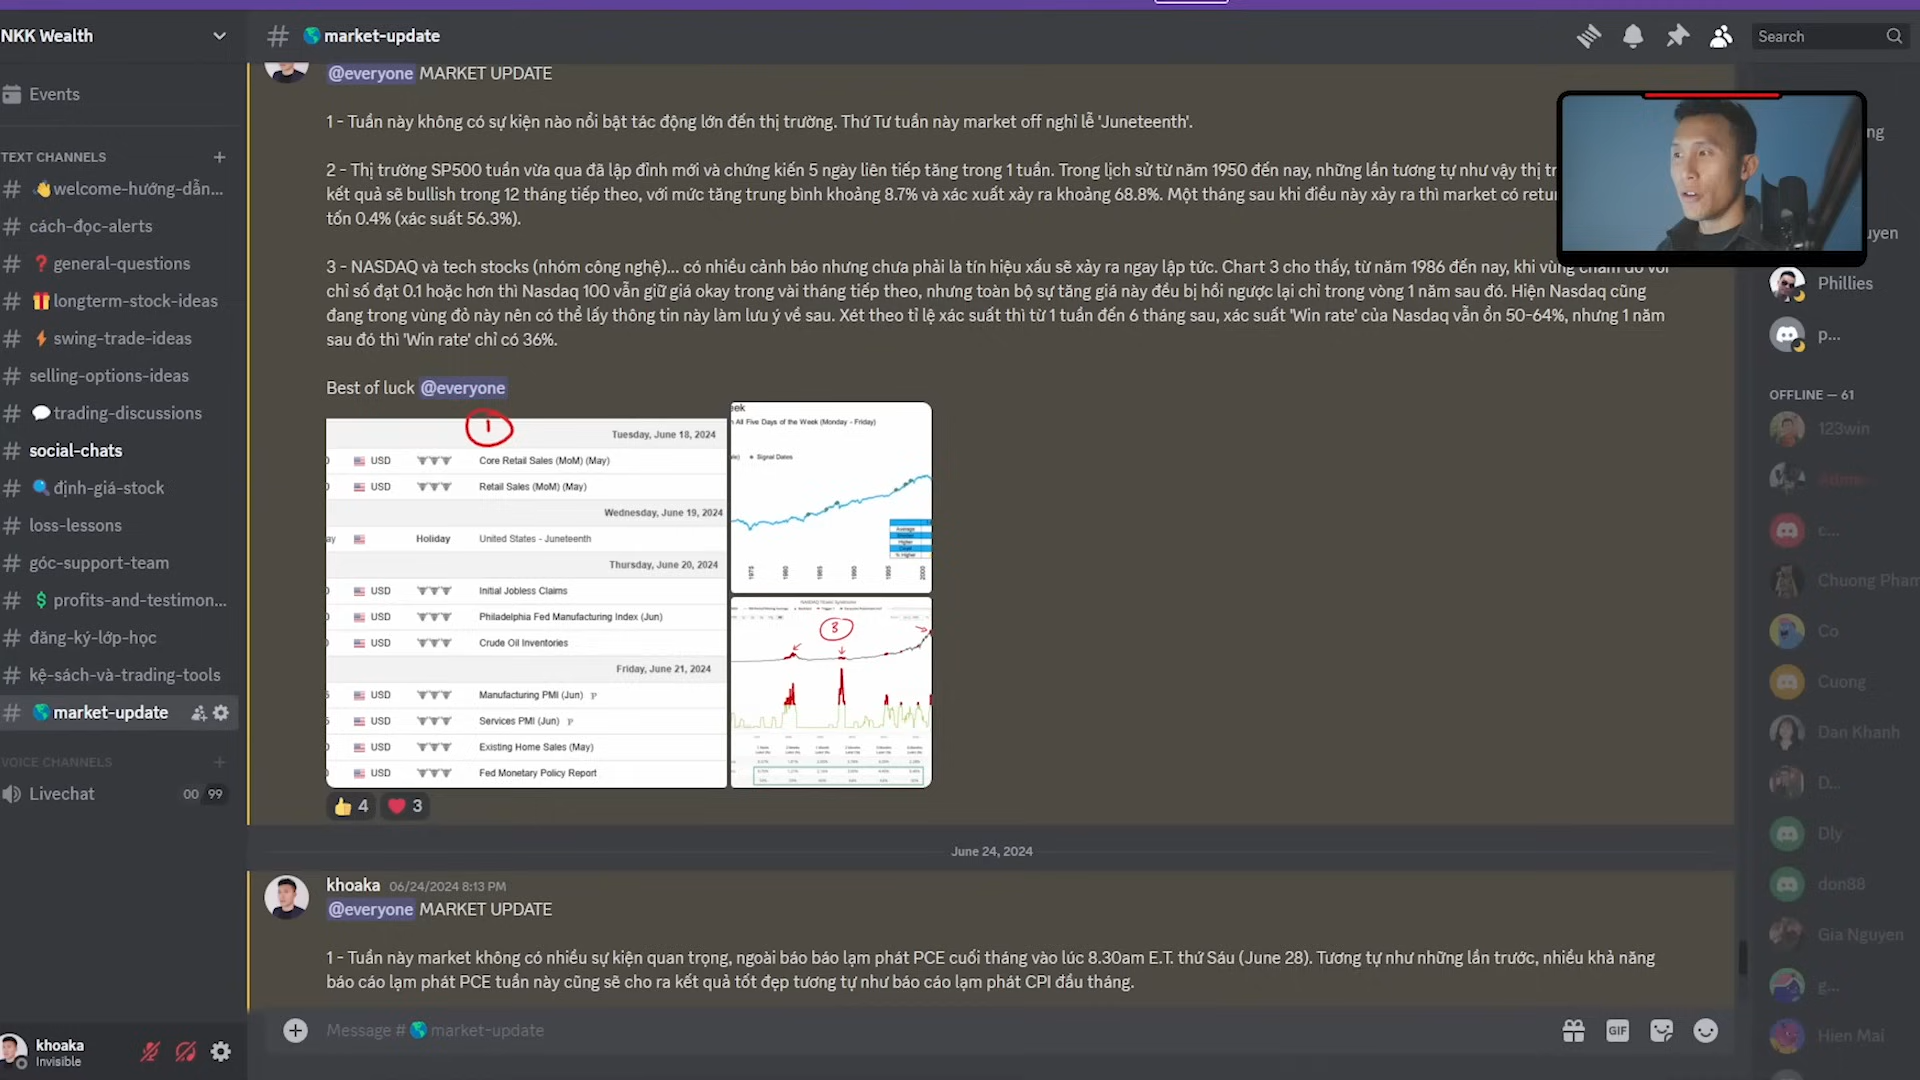 NKK Wealth
market-update
Search
Events
TEXT CHANNELS
welcome-hướng-dẫn...
cách-đọc-alerts
general-questions
longterm-stock-ideas
swing-trade-ideas
selling-options-ideas
trading-discussions
social-chats
định-giá-stock
loss-lessons
góc-support-team
profits-and-testimon...
đăng-ký-lớp-học
kệ-sách-và-trading-tools
market-update
VOICE CHANNELS
Livechat 00 99
khoaka
Invisible
@everyone MARKET UPDATE
1 - Tuần này không có sự kiện nào nổi bật tác động lớn đến thị trường. Thứ Tư tuần này market off nghỉ lễ 'Juneteenth'.
2 - Thị trường SP500 tuần vừa qua đã lập đỉnh mới và chứng kiến 5 ngày liên tiếp tăng trong 1 tuần. Trong lịch sử từ năm 1950 đến nay, những lần tương tự như vậy thị
kết quả sẽ bullish trong 12 tháng tiếp theo, với mức tăng trung bình khoảng 8.7% và xác xuất xảy ra khoảng 68.8%. Một tháng sau khi điều này xảy ra thì market có
tốn 0.4% (xác suất 56.3%).
3 - NASDAQ và tech stocks (nhóm công nghệ)... có nhiều cảnh báo nhưng chưa phải là tín hiệu xấu sẽ xảy ra ngay lập tức. Chart 3 cho thấy, từ năm 1986 đến nay, khi vùng
chỉ số đạt 0.1 hoặc hơn thì Nasdaq 100 vẫn giữ giá okay trong vài tháng tiếp theo, nhưng toàn bộ sự tăng giá này đều bị hồi ngược lại chỉ trong vòng 1 năm sau đó. Hiện Nasdaq cũng
đang trong vùng đỏ này nên có thể lấy thông tin này làm lưu ý về sau. Xét theo tỉ lệ xác suất thì từ 1 tuần đến 6 tháng sau, xác suất 'Win rate' của Nasdaq vẫn ổn 50-64%, nhưng 1 năm
sau đó thì 'Win rate' chỉ có 36%.
Best of luck @everyone
1
Tuesday, June 18, 2024
USD Core Retail Sales (MoM) (May)
USD Retail Sales (MoM) (May)
Wednesday, June 19, 2024
Holiday United States - Juneteenth
Thursday, June 20, 2024
USD Initial Jobless Claims
USD Philadelphia Fed Manufacturing Index (Jun)
USD Crude Oil Inventories
Friday, June 21, 2024
USD Manufacturing PMI (Jun) P
USD Services PMI (Jun) P
USD Existing Home Sales (May)
USD Fed Monetary Policy Report
All Five Days of the Week (Monday - Friday)
Signal Dates
Average
Higher
% Higher
1975 1980 1985 1990 1995 2000
3
4 3
June 24, 2024
khoaka 06/24/2024 8:13 PM
@everyone MARKET UPDATE
1 - Tuần này market không có nhiều sự kiện quan trọng, ngoài báo báo lạm phát PCE cuối tháng vào lúc 8.30am E.T. thứ Sáu (June 28). Tương tự như những lần trước, nhiều khả năng
báo cáo lạm phát PCE tuần này cũng sẽ cho ra kết quả tốt đẹp tương tự như báo cáo lạm phát CPI đầu tháng.
Message # market-update
GIF
Phillies
p...
OFFLINE — 61
123win
c...
Chuong Pham
Co
Cuong
Dan Khanh
D...
Dly
don88
Gia Nguyen
g...
Hien Mai